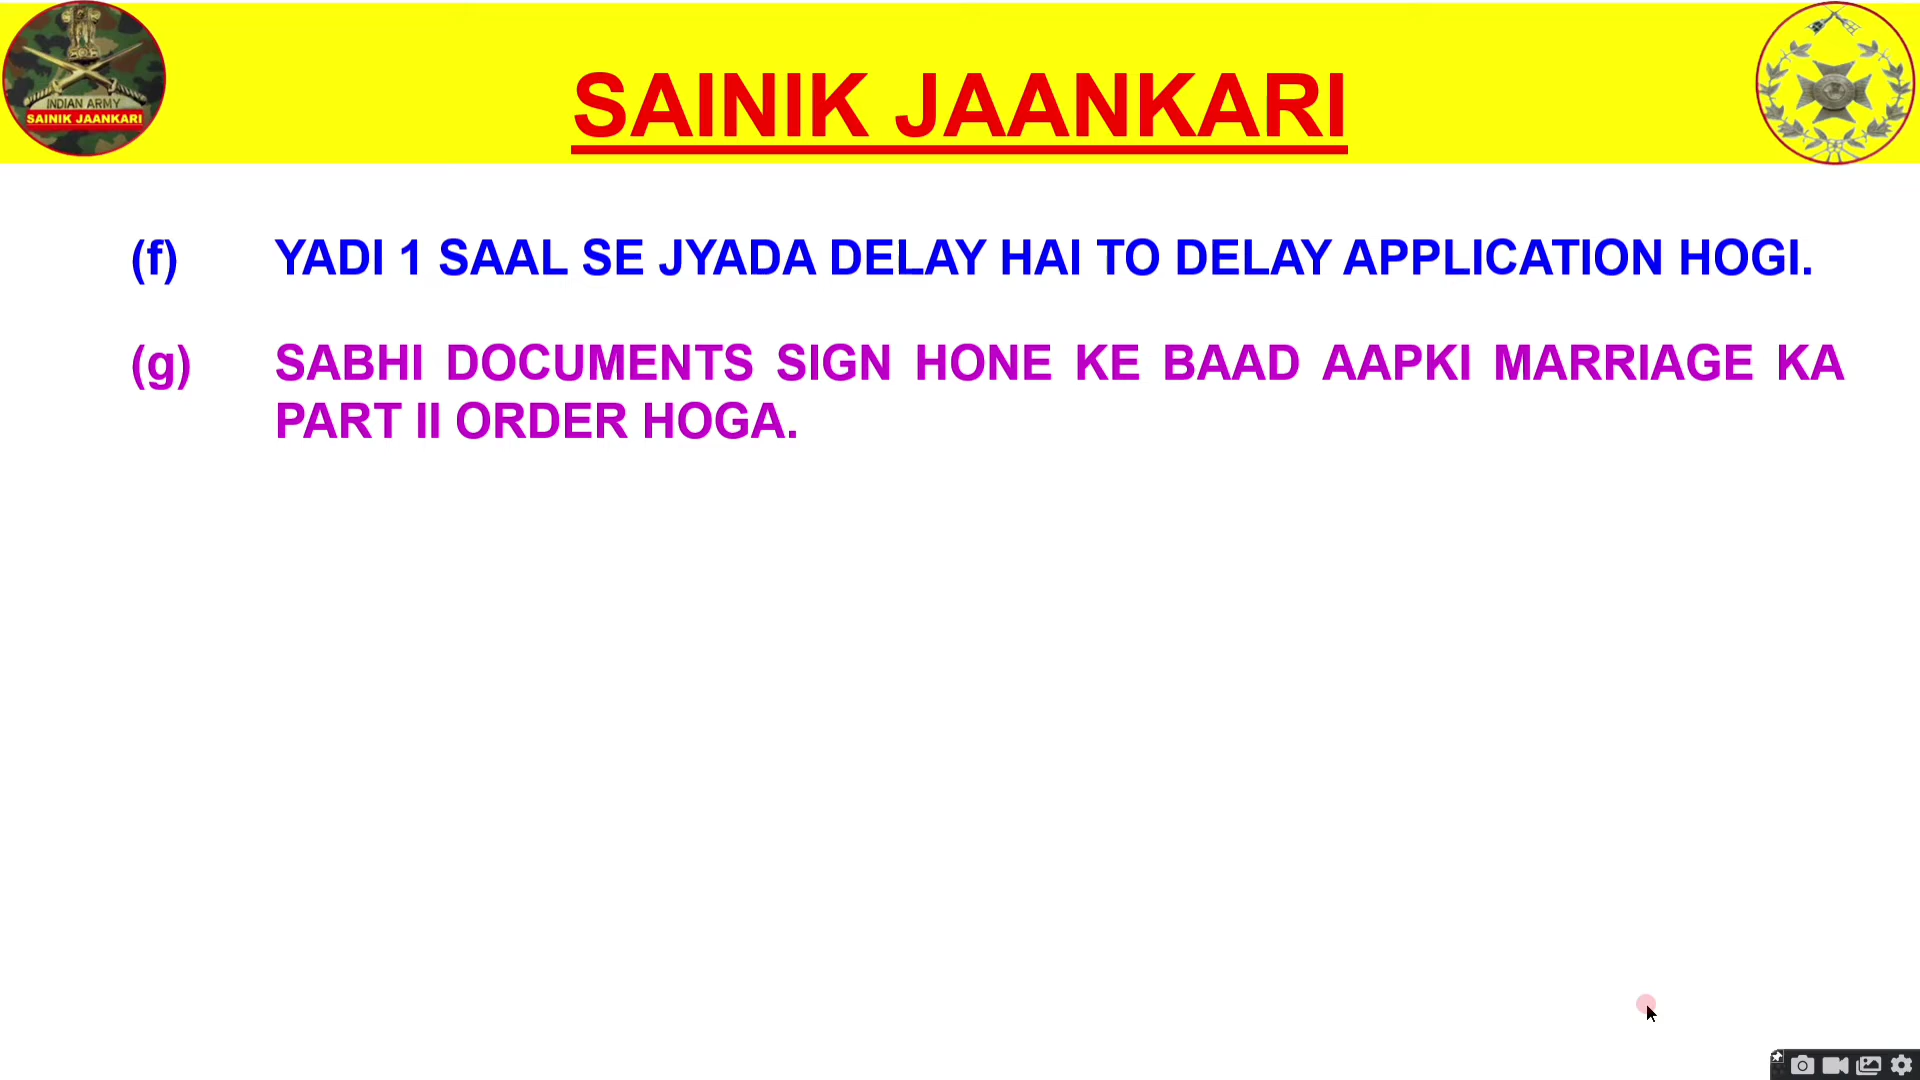 INDIAN ARMY
SAINIK JAANKARI
SAINIK JAANKARI
(f) YADI 1 SAAL SE JYADA DELAY HAI TO DELAY APPLICATION HOGI.
(g) SABHI DOCUMENTS SIGN HONE KE BAAD AAPKI MARRIAGE KA
PART II ORDER HOGA.